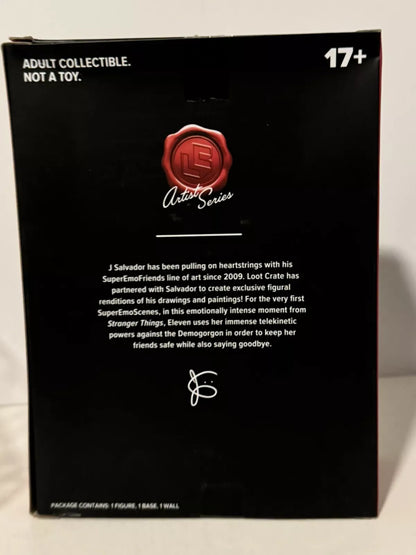 ADULT COLLECTIBLE.
NOT A TOY.
17+
Artist Series
J Salvador has been pulling on heartstrings with his
SuperEmoFriends line of art since 2009. Loot Crate has
partnered with Salvador to create exclusive figural
renditions of his drawings and paintings! For the very first
SuperEmoScenes, in this emotionally intense moment from
Stranger Things, Eleven uses her immense telekinetic
powers against the Demogorgon in order to keep her
friends safe while also saying goodbye.
PACKAGE CONTAINS: 1 FIGURE, 1 BASE, 1 WALL